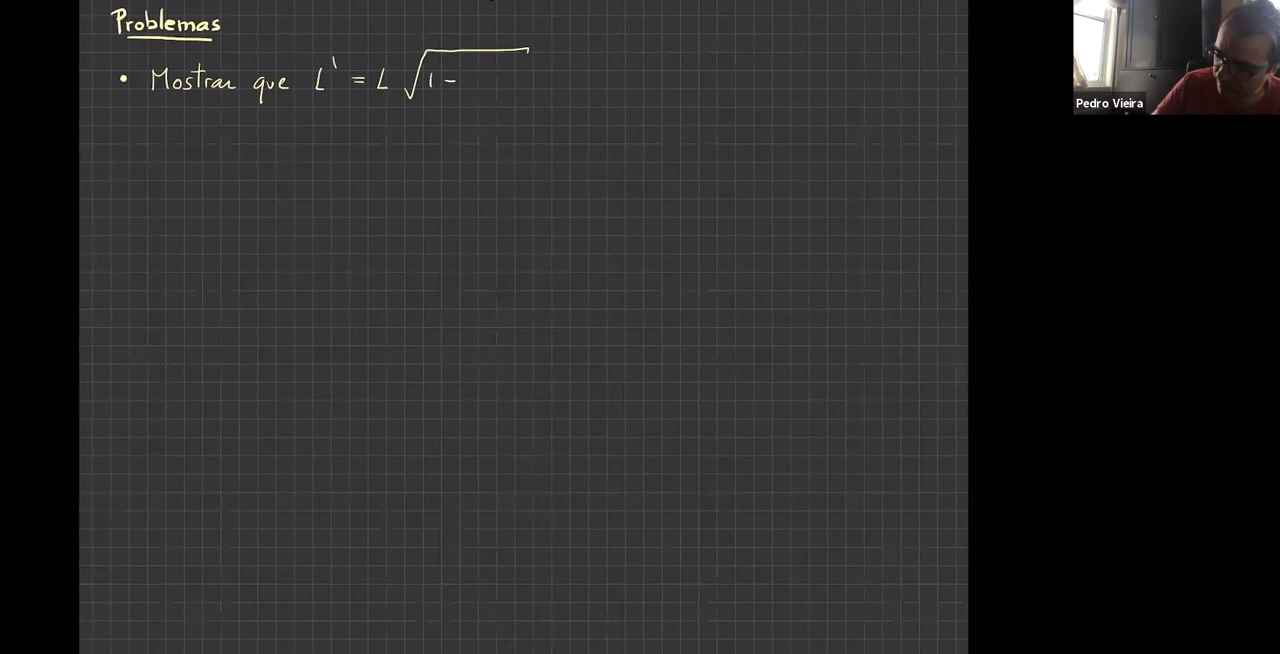 Problemas
• Mostrar que L' = L √(1 -
Pedro Vieira